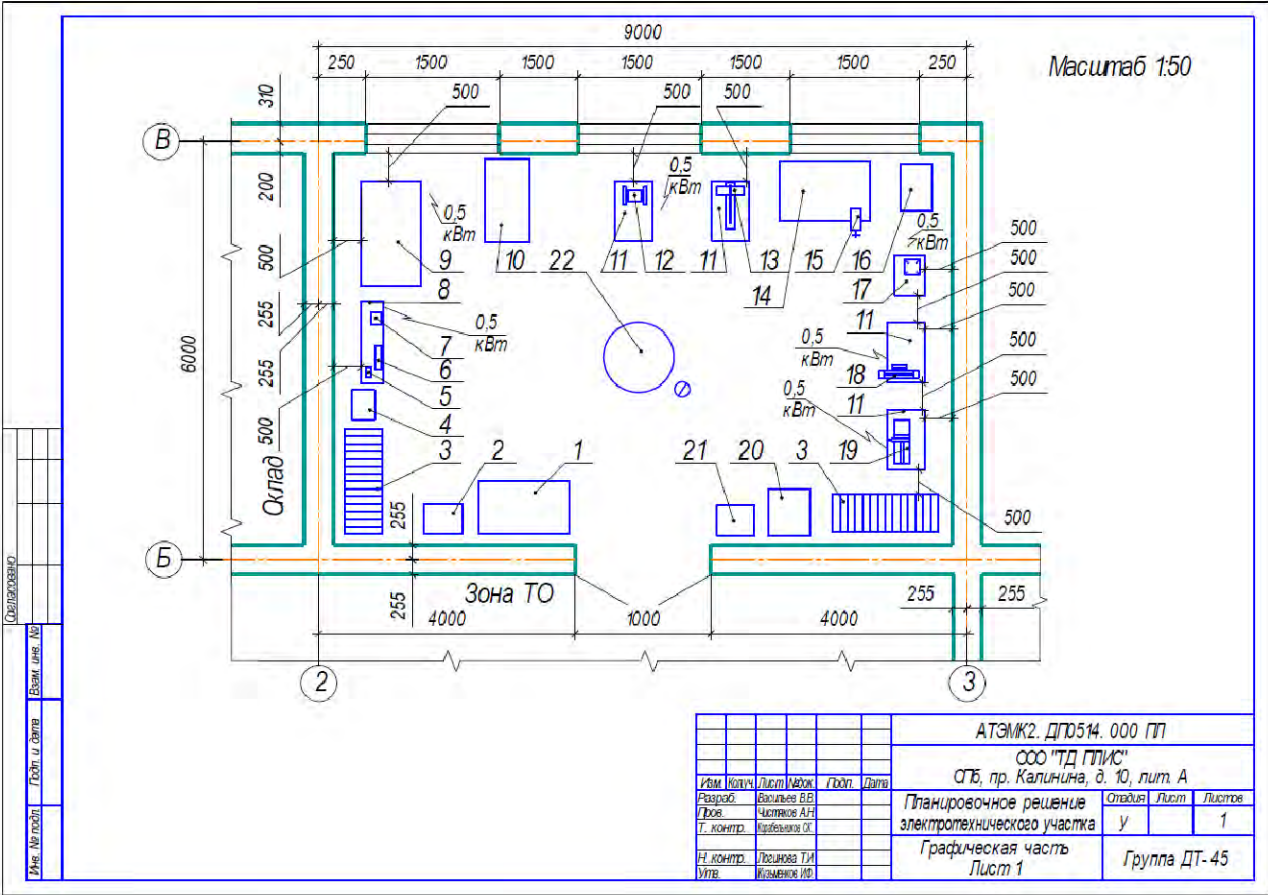 9000
Масштаб 1:50
250 1500 1500 1500 1500 1500 250
310
500 500 500
В
200
0,5
кВт
0,5
кВт
0,5
кВт
500
9 10 22 11 12 11 13 15 16
14
17
500
500
500
500
500
8
255
0,5
кВт
7
6
5
4
11
0,5
кВт
18
0,5
кВт
11
6000
255
500
Склад
3 2 1 21 20 3 19
500
255
Б
255
Зона ТО
255 255
4000 1000 4000
2 3
Согласовано
Взам. инв. №
Подп. и дата
Инв. № подл.
АТЭМК2. ДП0514. 000 ПП
ООО "ТД ПЛИС"
СПб, пр. Калинина, д. 10, лит. А
Изм. Кол.уч. Лист №док. Подп. Дата
Разраб. Васильев В.В.
Пров. Чистяков А.Н.
Т. контр. Корабельников О.Г.
Н. контр. Логинова Т.И.
Утв. Кузьменков И.Ф.
Планировочное решение
электротехнического участка
Стадия Лист Листов
у 1
Графическая часть
Лист 1
Группа ДТ-45